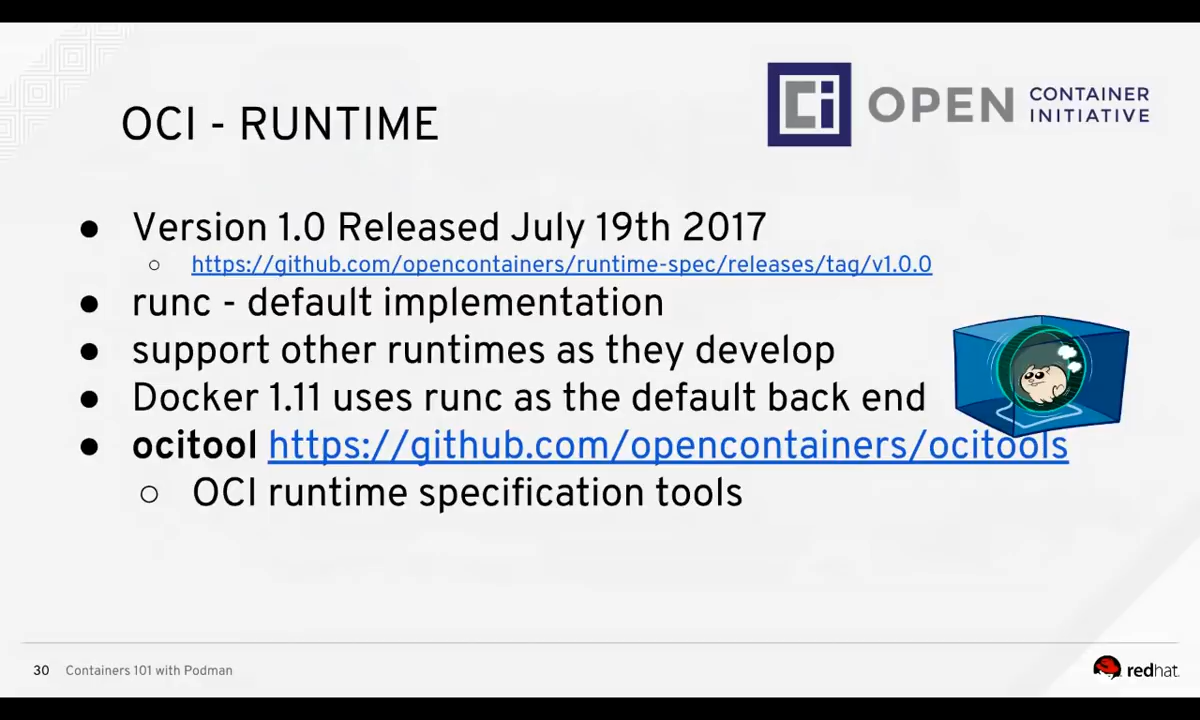 OCI - RUNTIME
OPEN CONTAINER INITIATIVE
● Version 1.0 Released July 19th 2017
○ https://github.com/opencontainers/runtime-spec/releases/tag/v1.0.0
● runc - default implementation
● support other runtimes as they develop
● Docker 1.11 uses runc as the default back end
● ocitool https://github.com/opencontainers/ocitools
○ OCI runtime specification tools
30 Containers 101 with Podman
redhat.